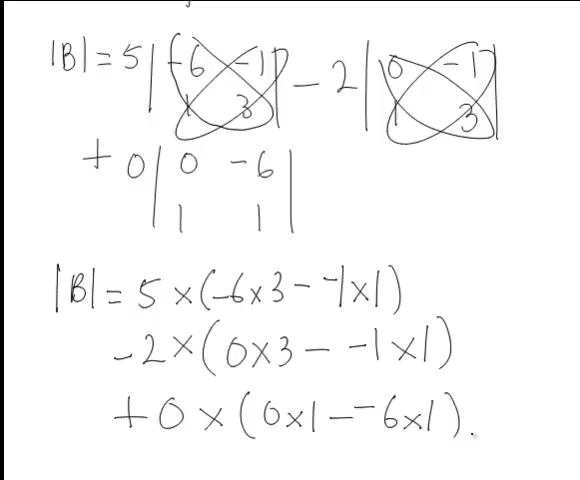 |B| = 5 |-6 -1| - 2 |0 -1|
|1 3| |1 3|
+ 0 |0 -6|
|1 1|
|B| = 5 × (-6×3 - -1×1)
-2 × (0×3 - -1×1)
+0 × (0×1 - -6×1).